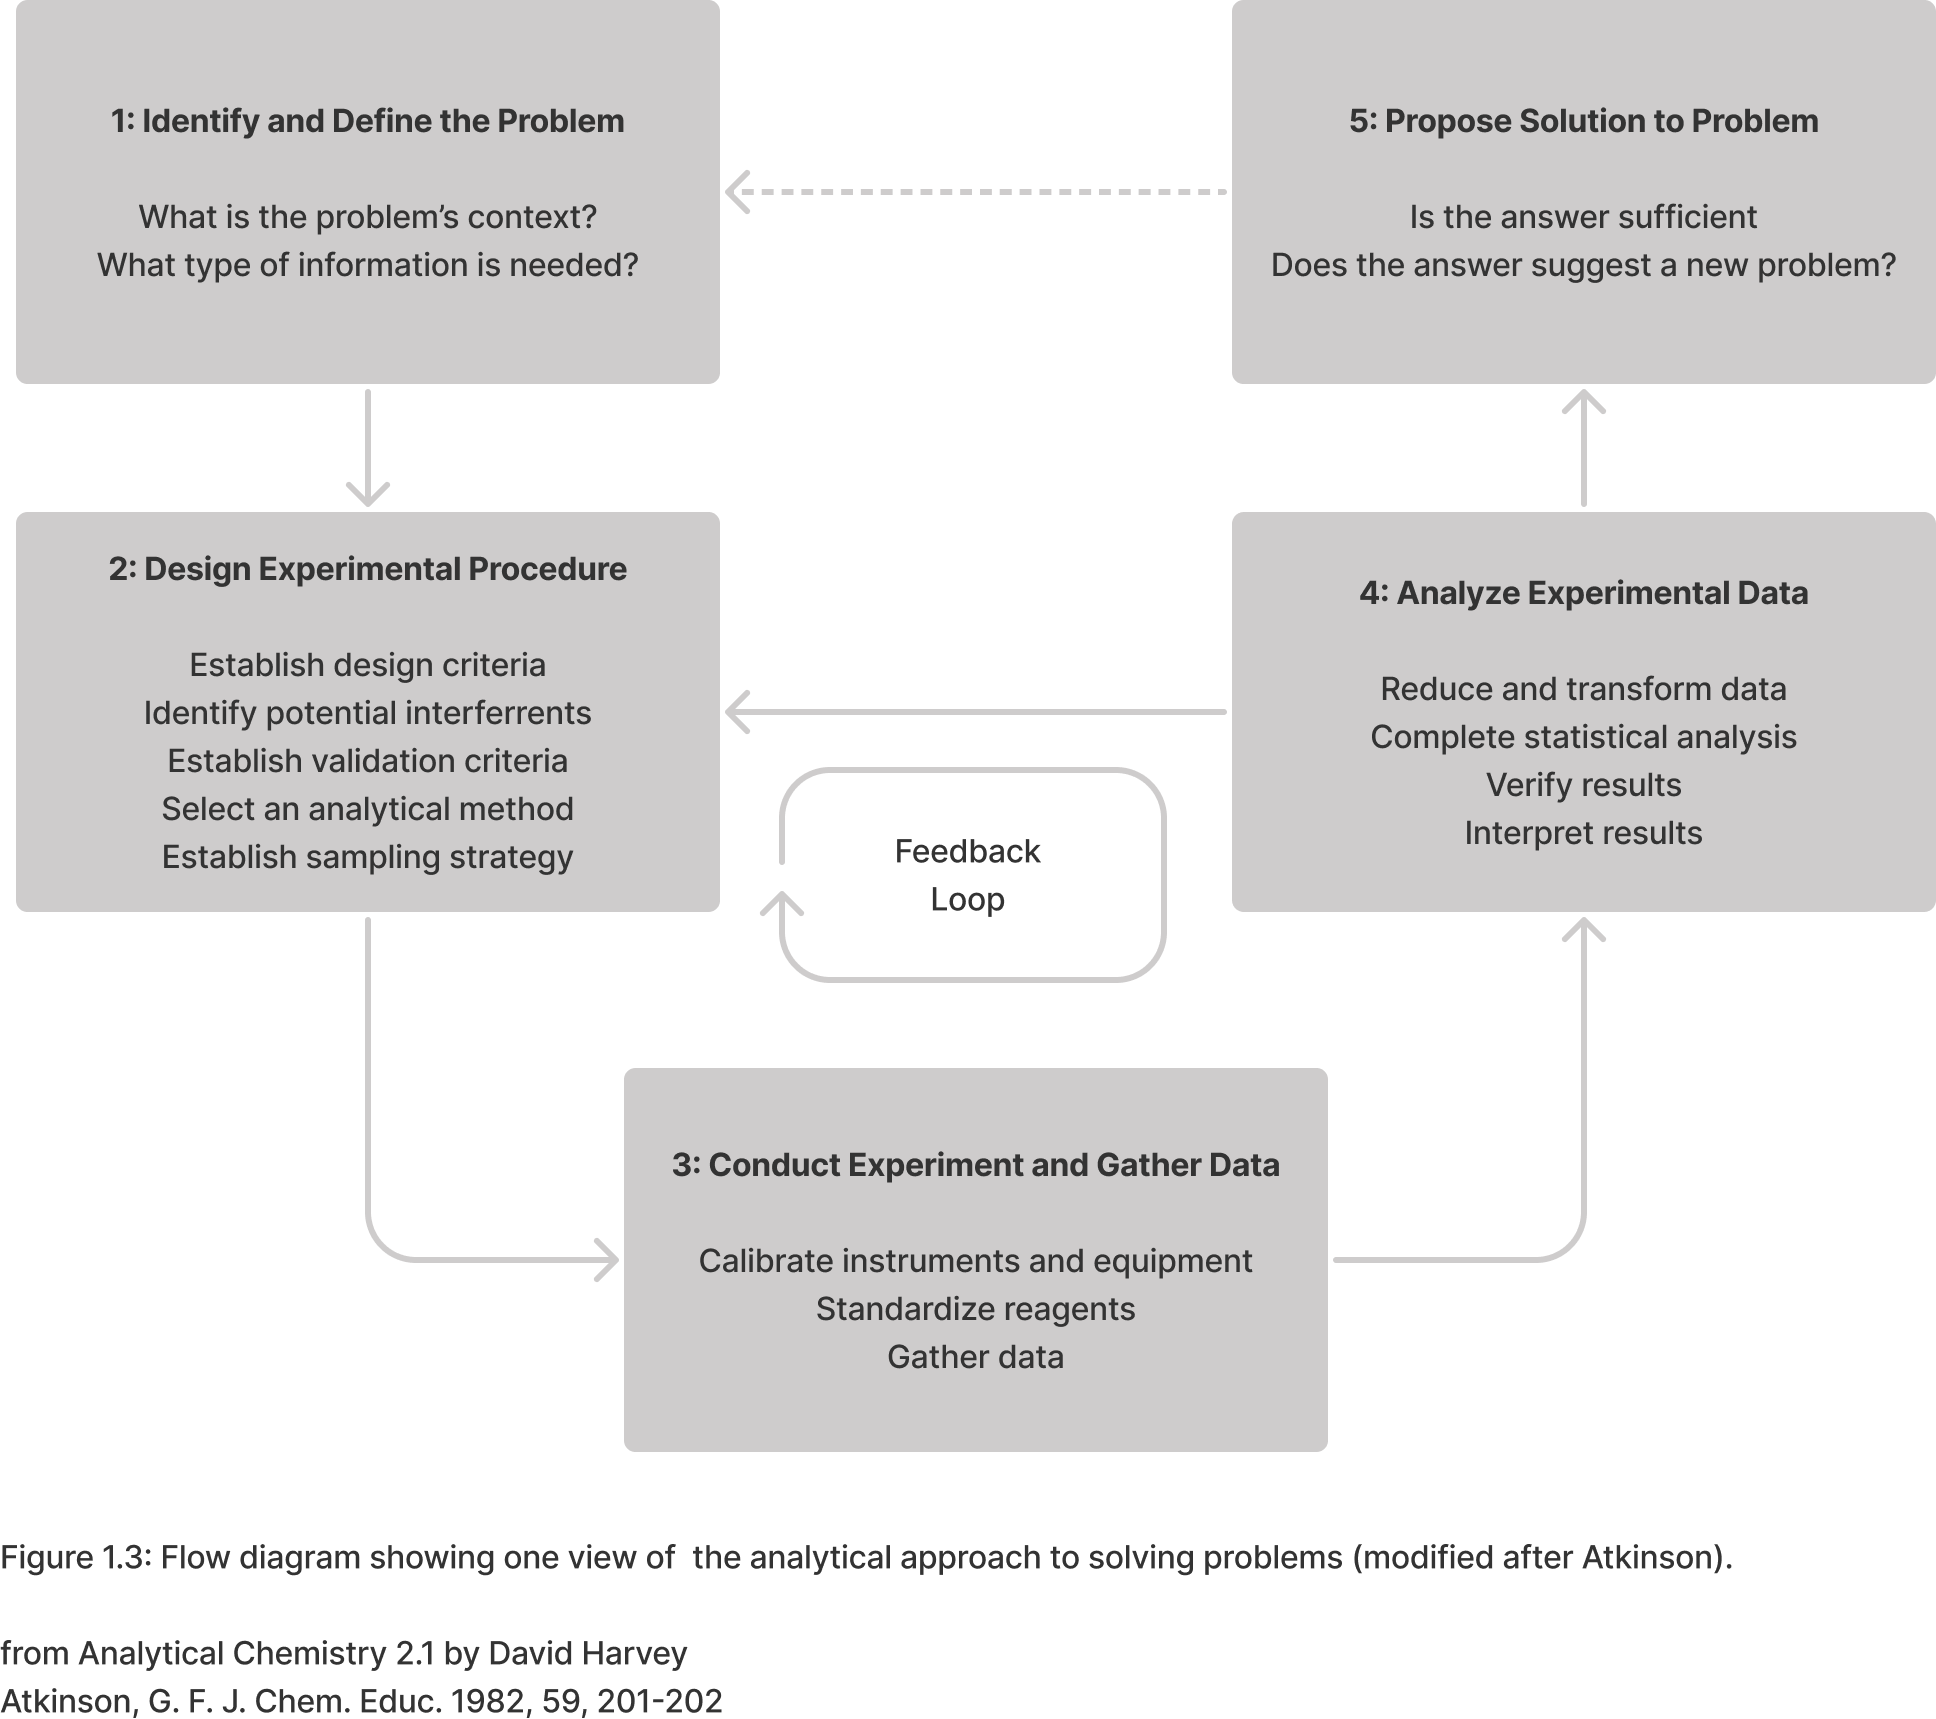 1: Identify and Define the Problem
What is the problem’s context?
What type of information is needed?
5: Propose Solution to Problem
Is the answer sufficient
Does the answer suggest a new problem?
2: Design Experimental Procedure
Establish design criteria
Identify potential interferrents
Establish validation criteria
Select an analytical method
Establish sampling strategy
4: Analyze Experimental Data
Reduce and transform data
Complete statistical analysis
Verify results
Interpret results
Feedback
Loop
3: Conduct Experiment and Gather Data
Calibrate instruments and equipment
Standardize reagents
Gather data
Figure 1.3: Flow diagram showing one view of  the analytical approach to solving problems (modified after Atkinson).
from Analytical Chemistry 2.1 by David Harvey
Atkinson, G. F. J. Chem. Educ. 1982, 59, 201-202